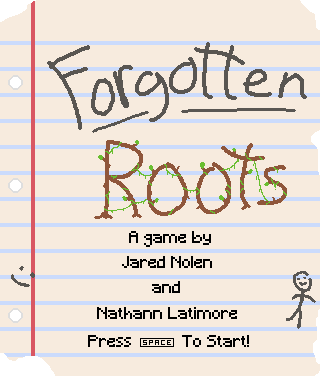 Forgotten
Roots
A game by
Jared Nolen
and
Nathann Latimore
Press SPACE To Start!